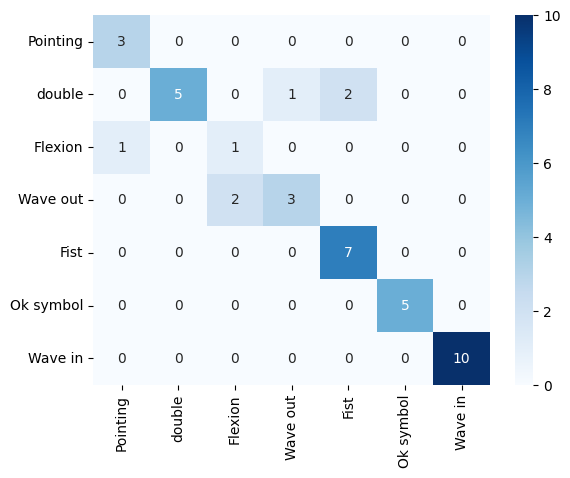 Pointing 3 0 0 0 0 0 0
double 0 5 0 1 2 0 0
Flexion 1 0 1 0 0 0 0
Wave out 0 0 2 3 0 0 0
Fist 0 0 0 0 7 0 0
Ok symbol 0 0 0 0 0 5 0
Wave in 0 0 0 0 0 0 10
Pointing double Flexion Wave out Fist Ok symbol Wave in
10
8
6
4
2
0